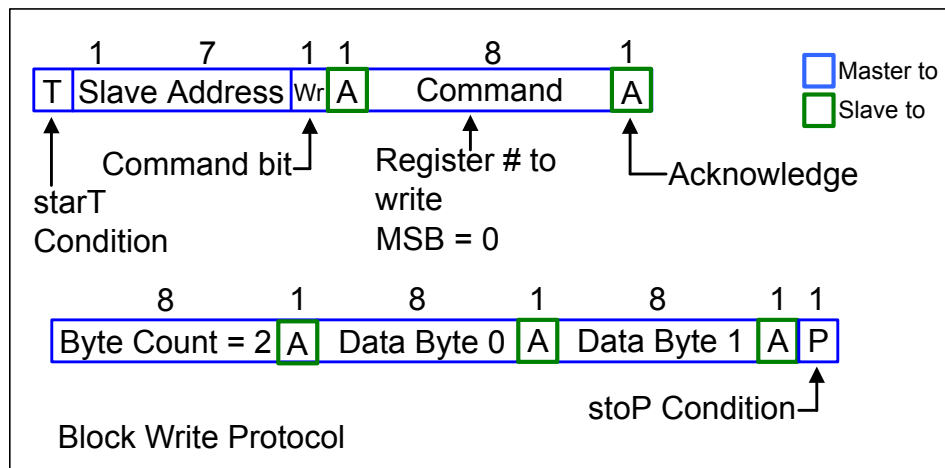 1 7 1 1 8 1
T Slave Address Wr A Command A
Master to
Slave to
Command bit
Register # to
write
MSB = 0
Acknowledge
starT
Condition
8 1 8 1 8 1 1
Byte Count = 2 A Data Byte 0 A Data Byte 1 A P
stoP Condition
Block Write Protocol